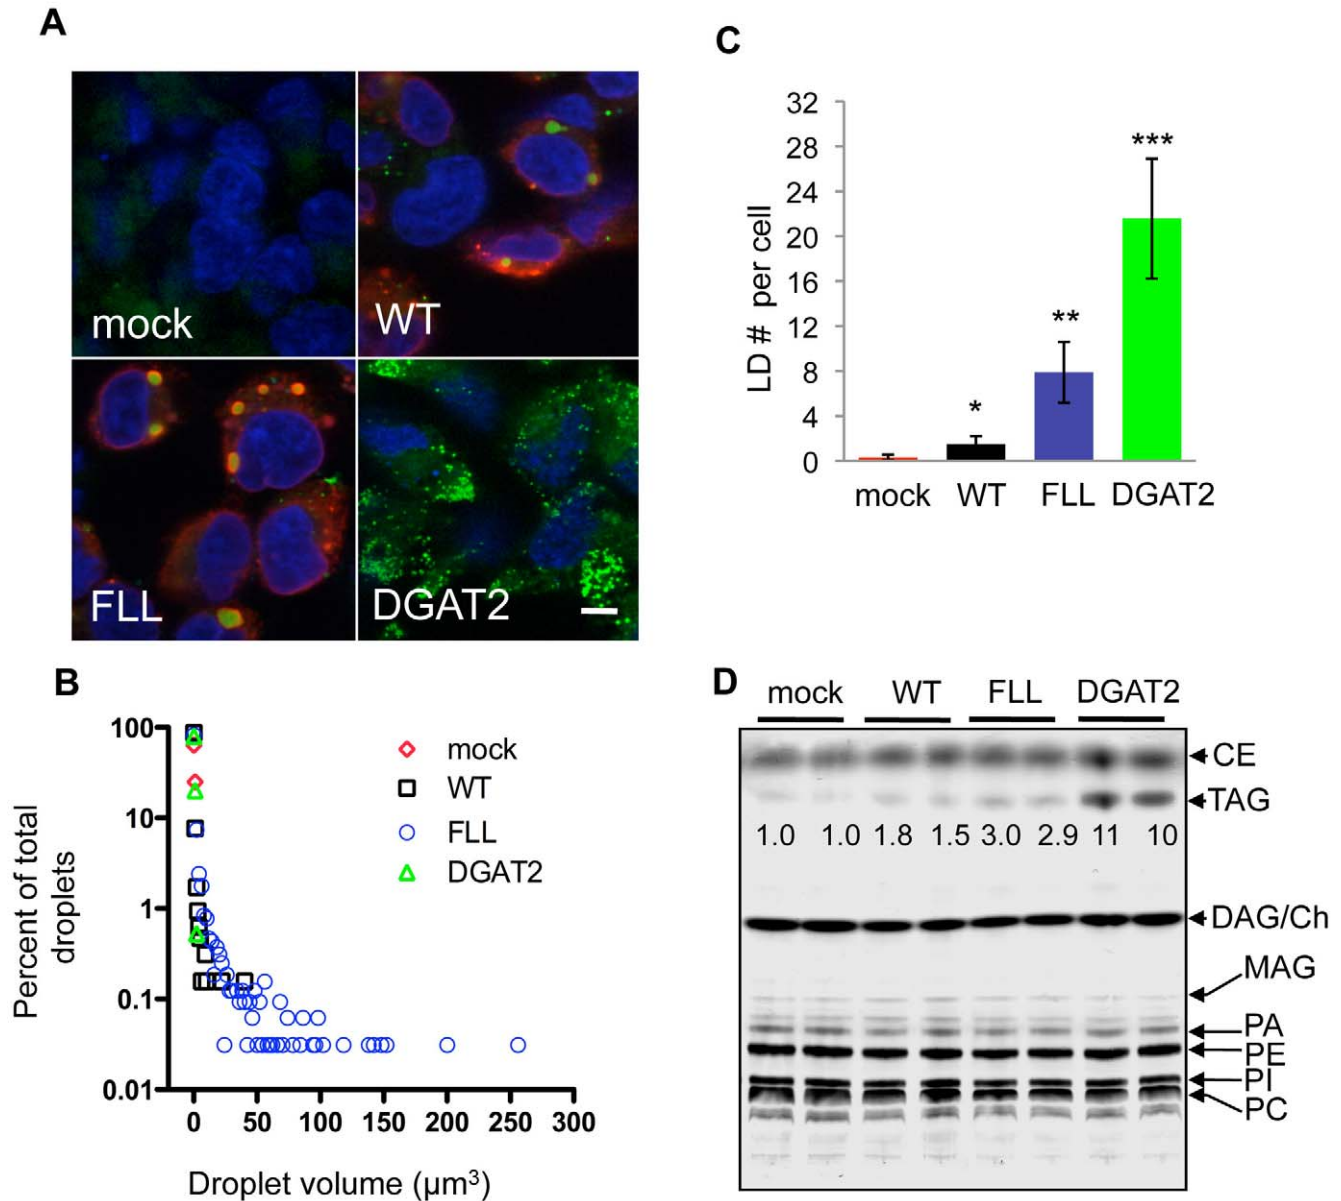 A
mock
WT
FLL
DGAT2
B
100
10
1
0.1
0.01
Percent of total
droplets
mock
WT
FLL
DGAT2
0 50 100 150 200 250 300
Droplet volume (µm³)
C
32
28
24
20
16
12
8
4
0
LD # per cell
*
**
***
mock WT FLL DGAT2
D
mock WT FLL DGAT2
CE
TAG
1.0 1.0 1.8 1.5 3.0 2.9 11 10
DAG/Ch
MAG
PA
PE
PI
PC